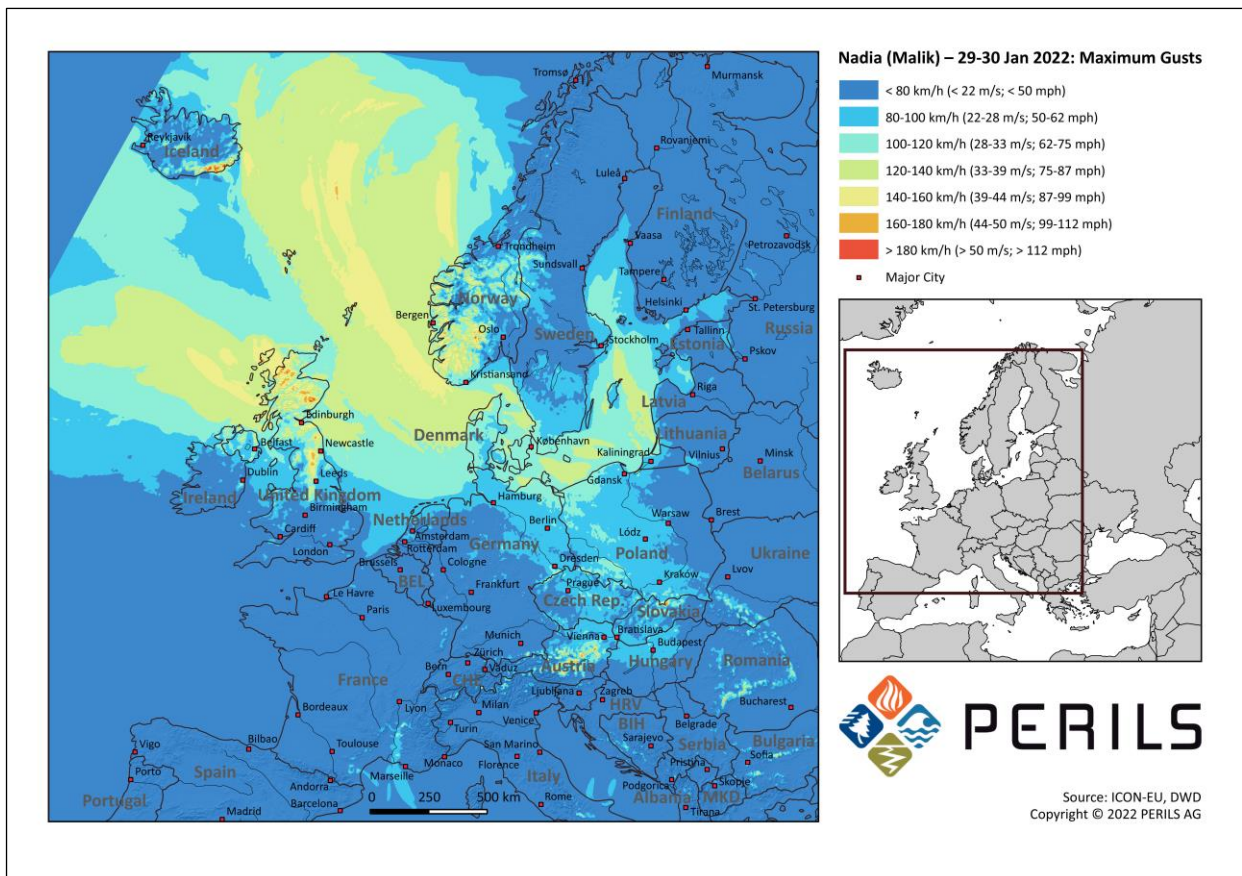 Nadia (Malik) – 29-30 Jan 2022: Maximum Gusts
< 80 km/h (< 22 m/s; < 50 mph)
80-100 km/h (22-28 m/s; 50-62 mph)
100-120 km/h (28-33 m/s; 62-75 mph)
120-140 km/h (33-39 m/s; 75-87 mph)
140-160 km/h (39-44 m/s; 87-99 mph)
160-180 km/h (44-50 m/s; 99-112 mph)
> 180 km/h (> 50 m/s; > 112 mph)
Major City
Tromsø
Murmansk
Reykjavik
Iceland
Rovaniemi
Luleå
Finland
Vaasa
Petrozavodsk
Trondheim
Sundsvall
Tampere
Norway
Helsinki
St. Petersburg
Bergen
Oslo
Sweden
Tallinn
Russia
Stockholm
Estonia
Pskov
Kristiansand
Riga
Latvia
Edinburgh
Denmark
København
Lithuania
Belfast
Newcastle
Kaliningrad
Vilnius
Minsk
Gdansk
Belarus
Dublin
Leeds
Ireland
United Kingdom
Hamburg
Birmingham
Netherlands
Berlin
Warsaw
Brest
Cardiff
Amsterdam
Łódz
London
Rotterdam
Germany
Poland
Ukraine
Brussels
Cologne
Dresden
BEL
Kraków
Lvov
Frankfurt
Prague
Le Havre
Czech Rep.
Luxembourg
Slovakia
Paris
Munich
Vienna
Bratislava
Zürich
Budapest
Bern
Vaduz
Austria
Hungary
Romania
France
CHE
Ljubljana
Zagreb
Lyon
Milan
HRV
Bucharest
Bordeaux
Venice
BIH
Belgrade
Turin
Bilbao
Sarajevo
Vigo
Toulouse
San Marino
Serbia
Bulgaria
Monaco
Florence
Pristina
Sofia
Porto
Spain
Marseille
Italy
Podgorica
Skopje
Andorra
Portugal
Barcelona
0 250 500 km
Rome
Albania
MKD
Madrid
Tirana
PERILS
Source: ICON-EU, DWD
Copyright © 2022 PERILS AG